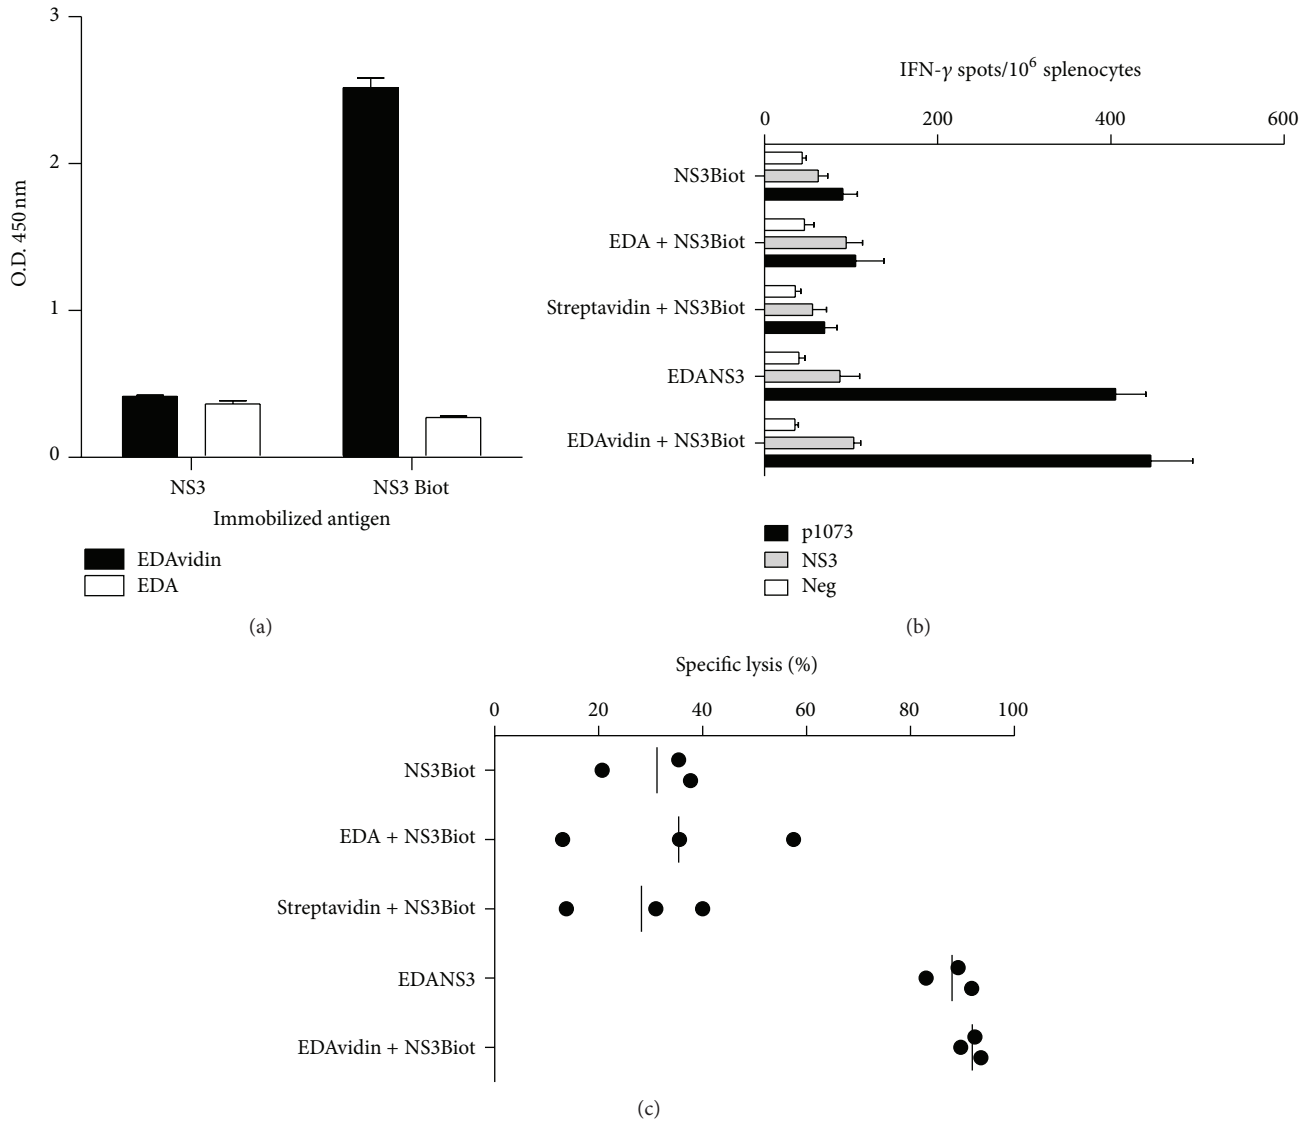 3
2
1
0
O.D. 450 nm
NS3
NS3 Biot
Immobilized antigen
EDAvidin
EDA
(a)
IFN-γ spots/10⁶ splenocytes
0 200 400 600
NS3Biot
EDA + NS3Biot
Streptavidin + NS3Biot
EDANS3
EDAvidin + NS3Biot
p1073
NS3
Neg
(b)
Specific lysis (%)
0 20 40 60 80 100
NS3Biot
EDA + NS3Biot
Streptavidin + NS3Biot
EDANS3
EDAvidin + NS3Biot
(c)